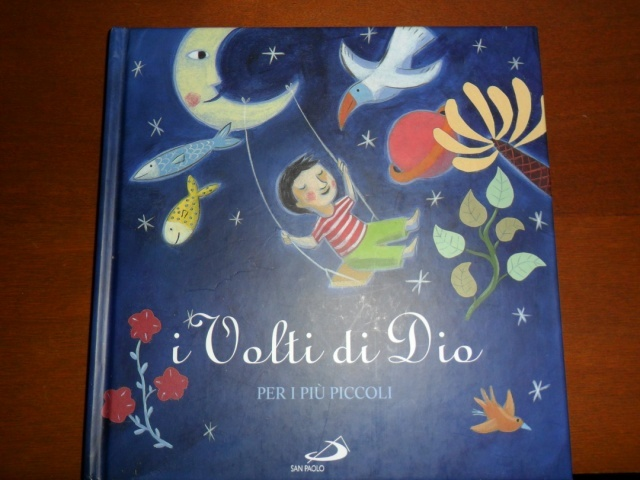 i Volti di Dio
PER I PIÙ PICCOLI
SAN PAOLO